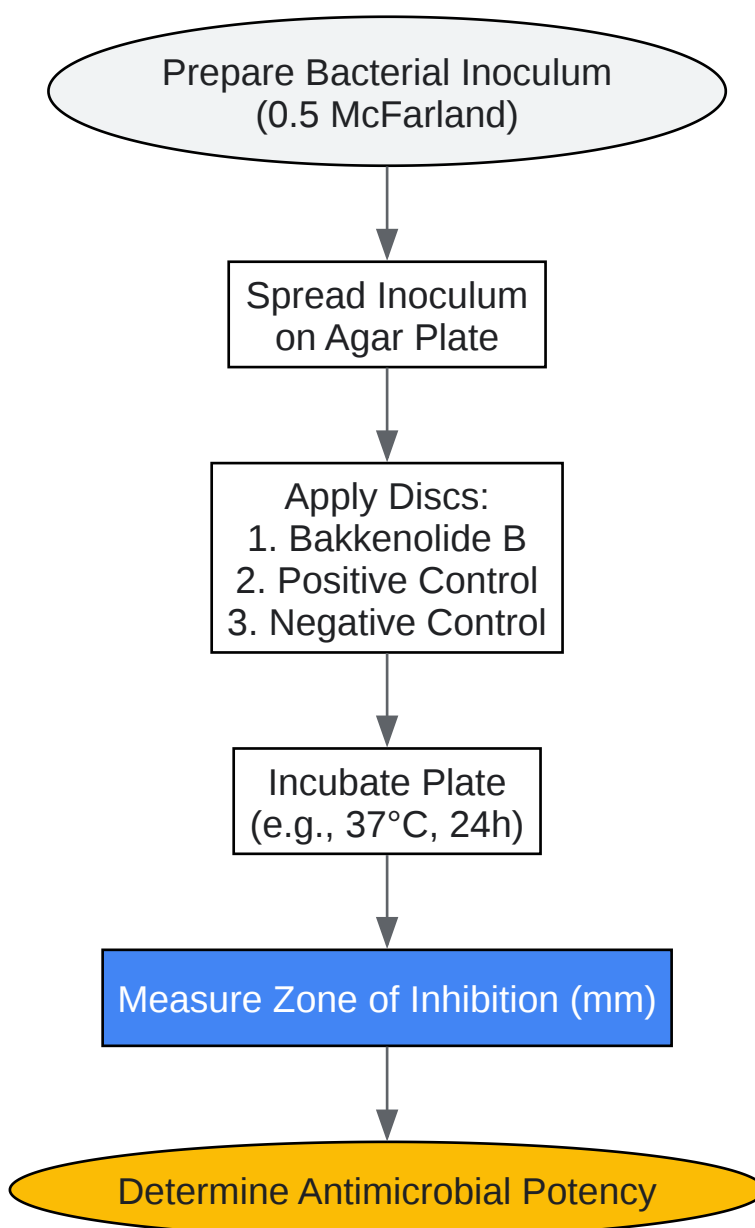 Prepare Bacterial Inoculum
(0.5 McFarland)
Spread Inoculum
on Agar Plate
Apply Discs:
1. Bakkenolide B
2. Positive Control
3. Negative Control
Incubate Plate
(e.g., 37°C, 24h)
Measure Zone of Inhibition (mm)
Determine Antimicrobial Potency